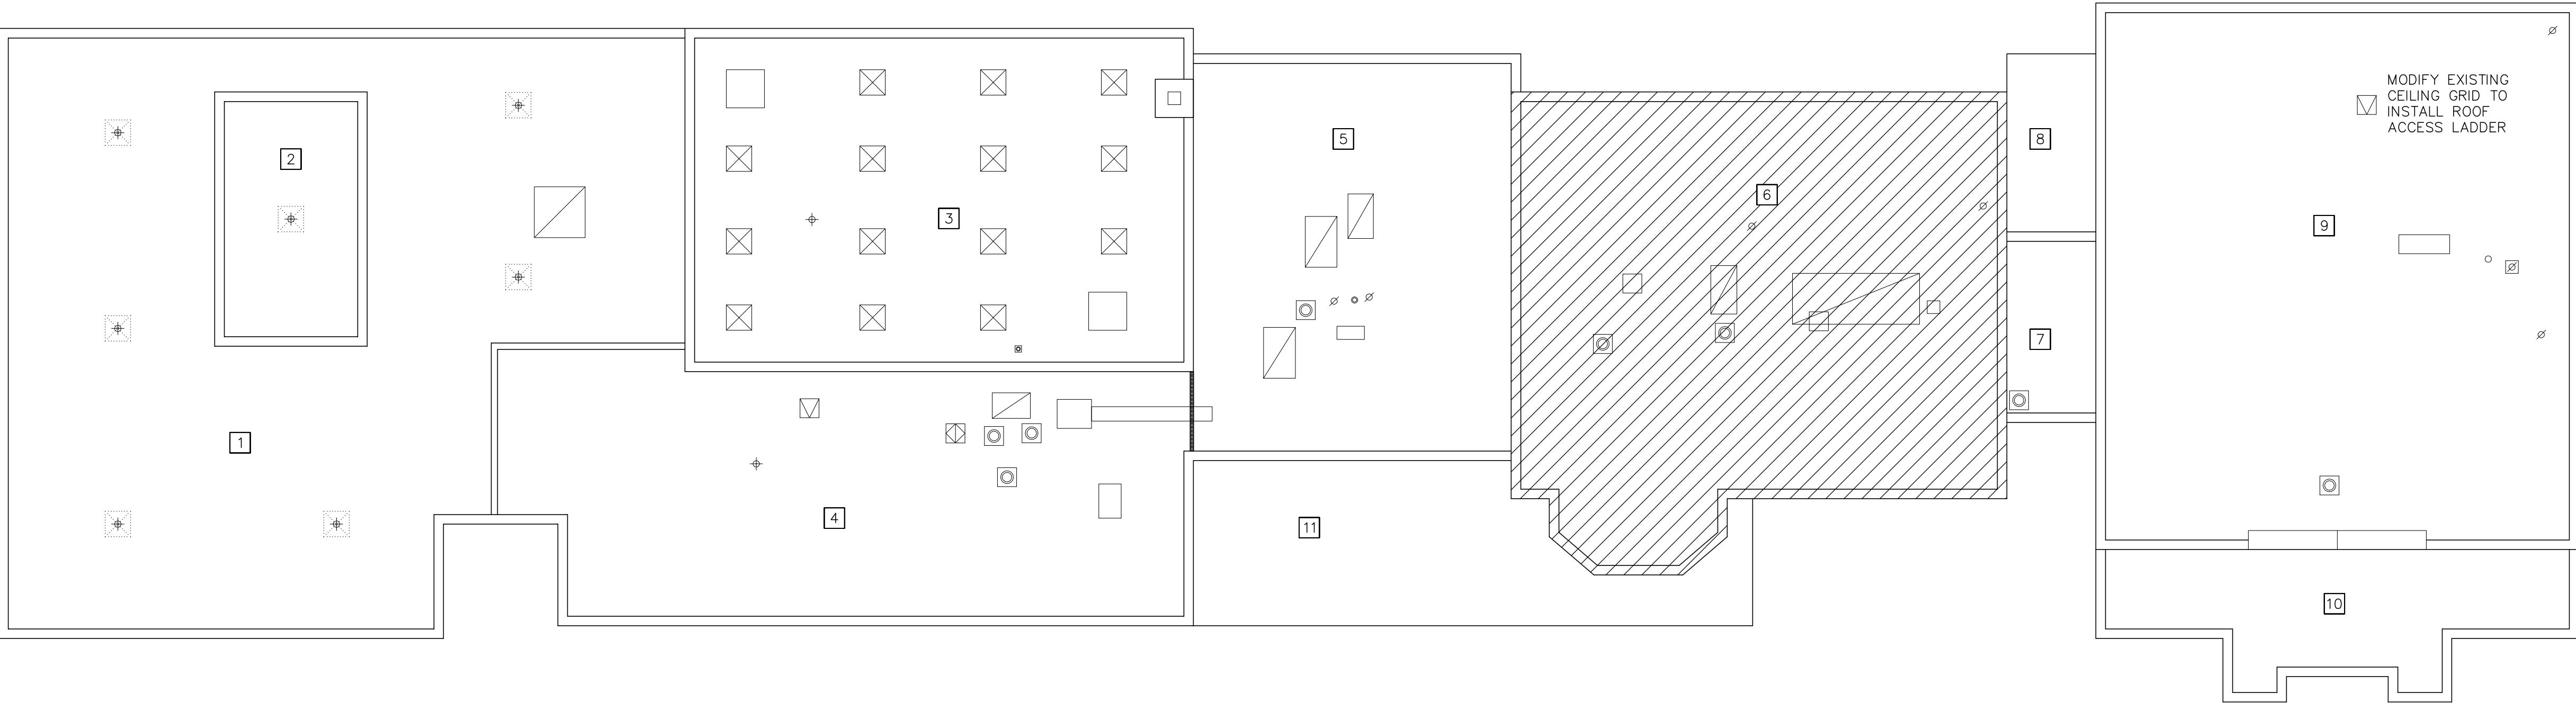 1
2
3
4
5
6
7
8
9
10
11
MODIFY EXISTING
CEILING GRID TO
INSTALL ROOF
ACCESS LADDER